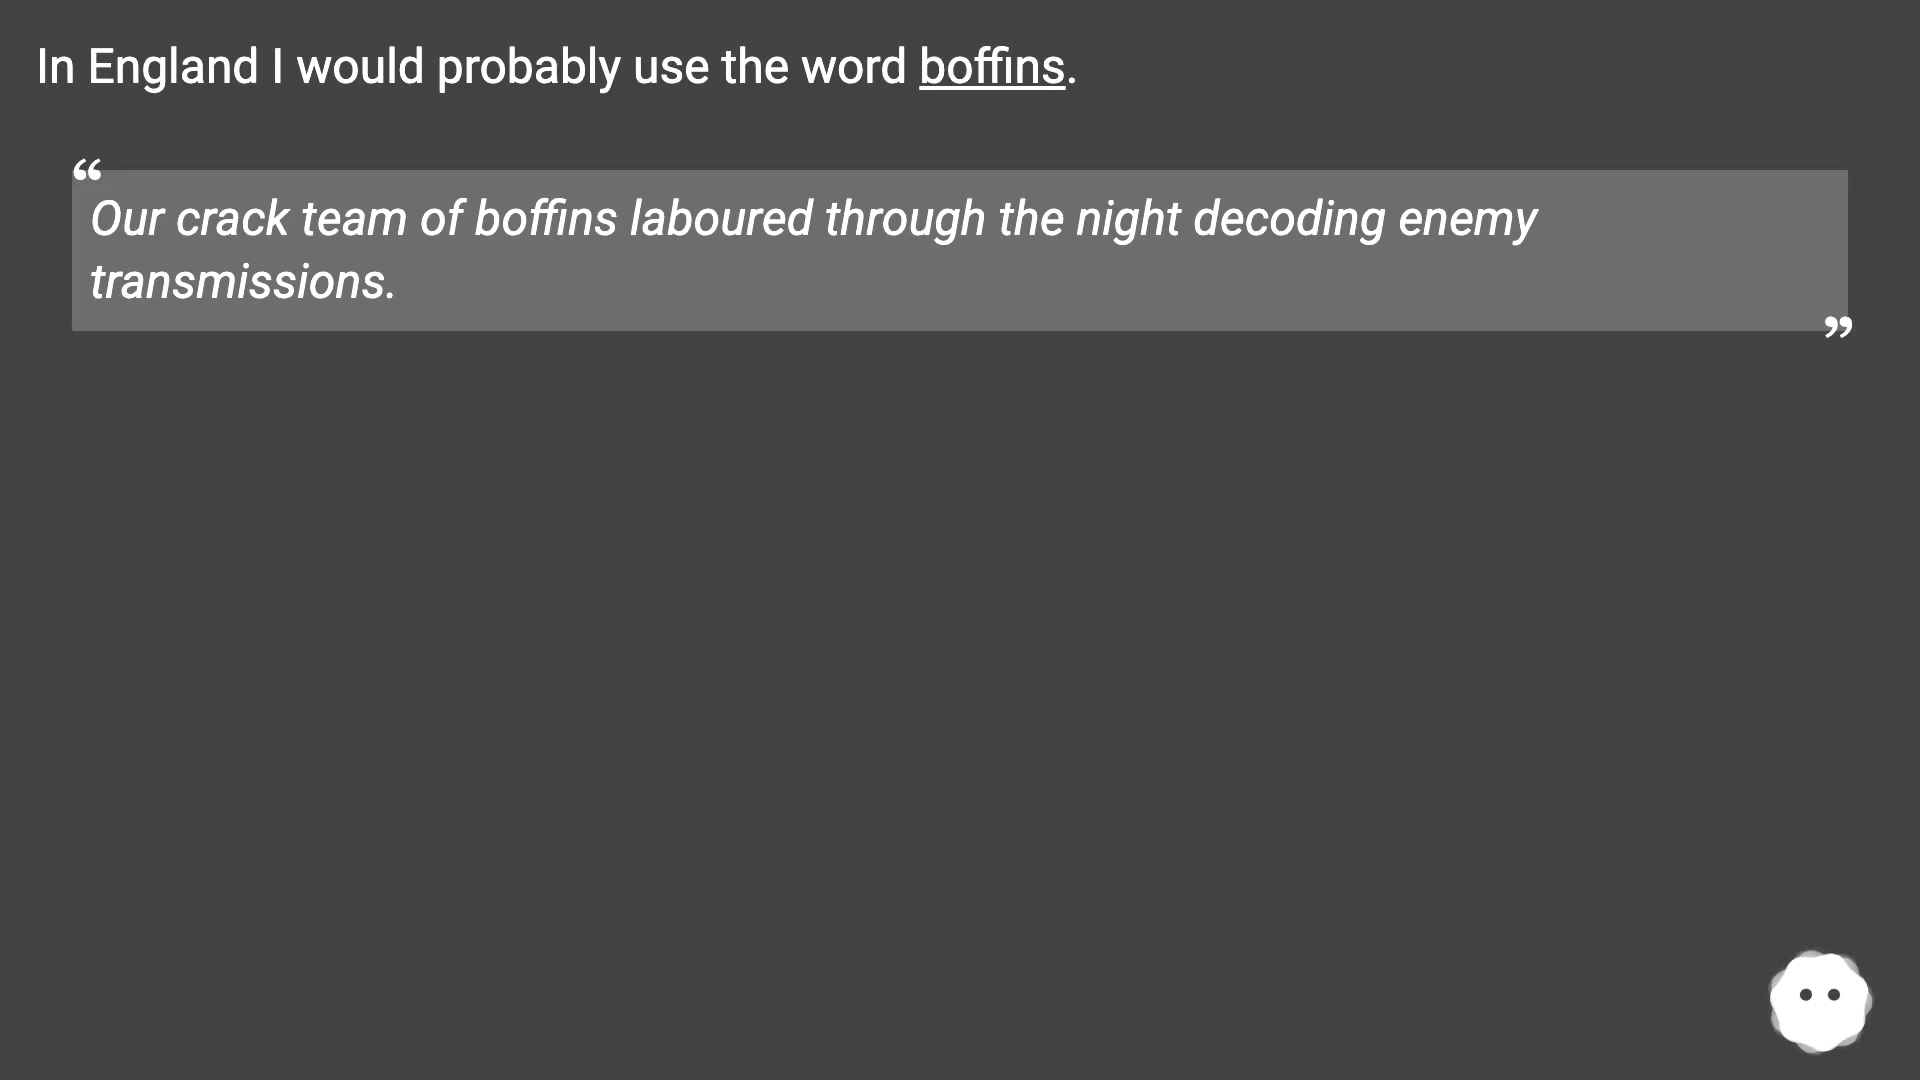 In England I would probably use the word boffins.
“
Our crack team of boffins laboured through the night decoding enemy
transmissions.
”